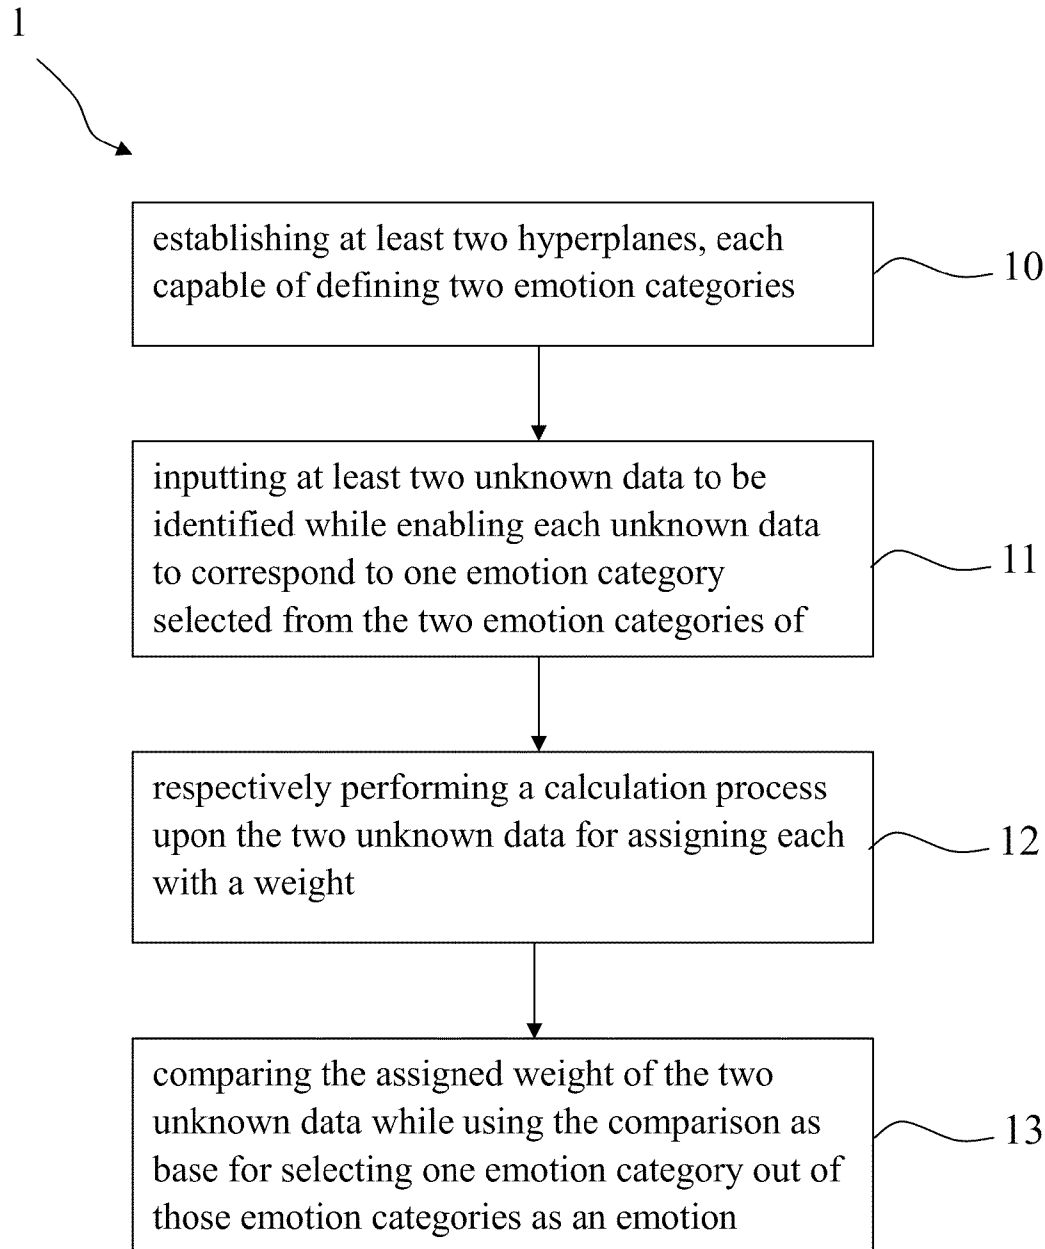 1
establishing at least two hyperplanes, each
capable of defining two emotion categories
10
inputting at least two unknown data to be
identified while enabling each unknown data
to correspond to one emotion category
selected from the two emotion categories of
11
respectively performing a calculation process
upon the two unknown data for assigning each
with a weight
12
comparing the assigned weight of the two
unknown data while using the comparison as
base for selecting one emotion category out of
those emotion categories as an emotion
13